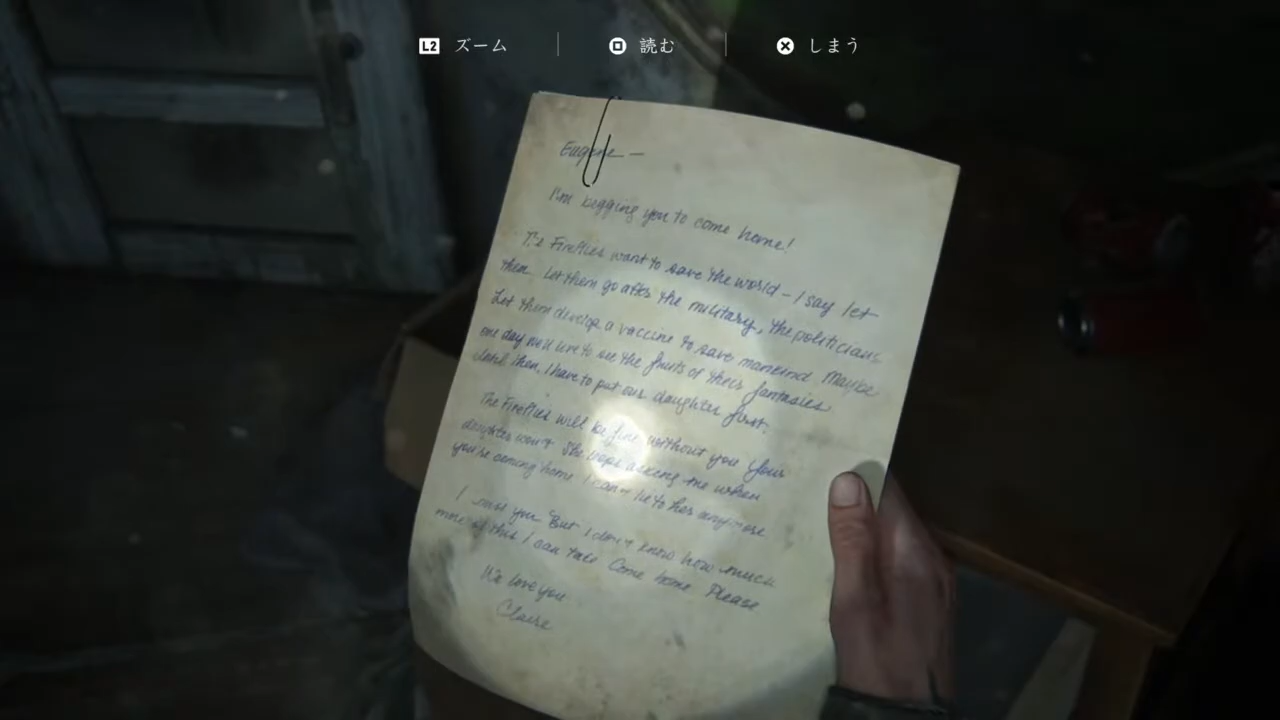 L2 ズーム
読む
しまう
Eugene —
I'm begging you to come home!
The Fireflies want to save the world – I say let
them. Let them go after the military, the politicians
Let them develop a vaccine to save mankind. Maybe
one day we'll live to see the fruits of their fantasies.
Until then, I have to put our daughter first.
The Fireflies will be fine without you. Your
daughter won't. She keeps asking me when
you're coming home. I can't lie to her anymore
I miss you. But I don't know how much
more of this I can take. Come home. Please
We love you
Claire